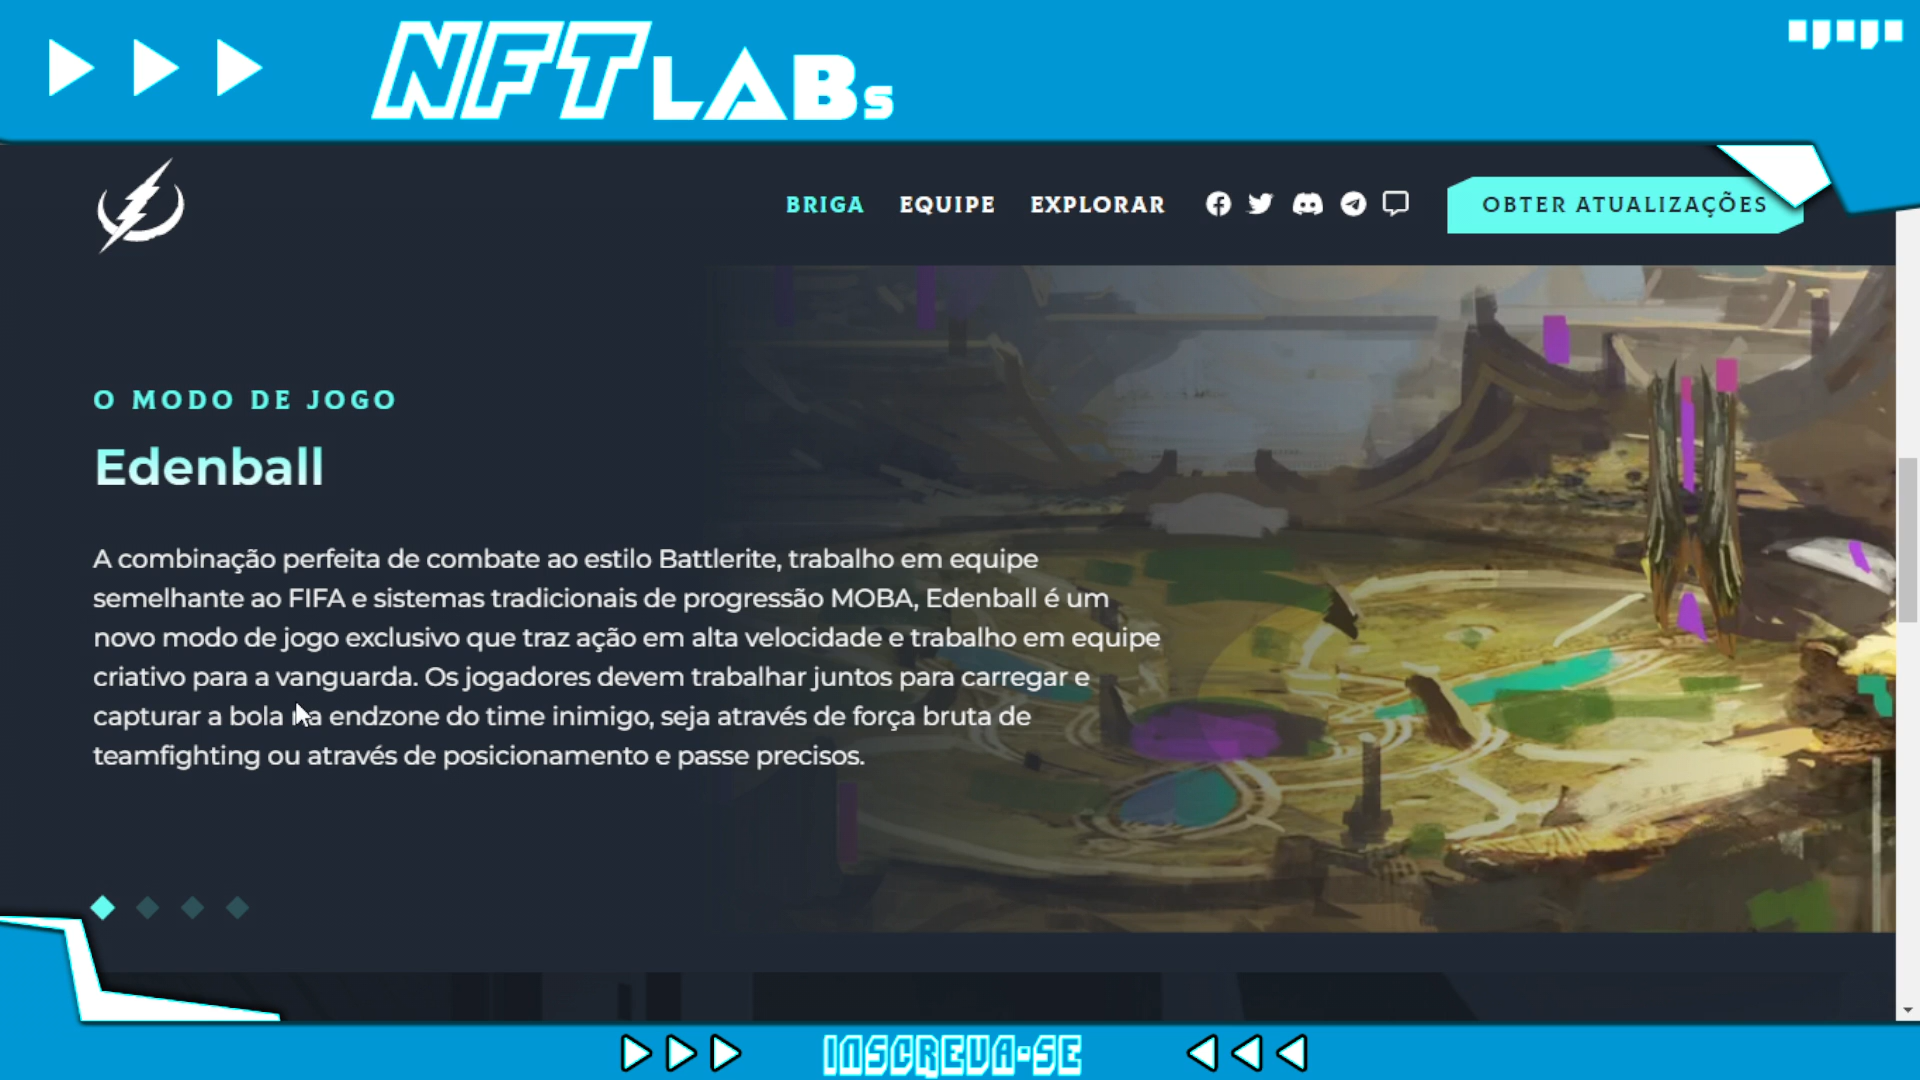 NFT LABs
BRIGA EQUIPE EXPLORAR OBTER ATUALIZAÇÕES
O MODO DE JOGO
Edenball
A combinação perfeita de combate ao estilo Battlerite, trabalho em equipe
semelhante ao FIFA e sistemas tradicionais de progressão MOBA, Edenball é um
novo modo de jogo exclusivo que traz ação em alta velocidade e trabalho em equipe
criativo para a vanguarda. Os jogadores devem trabalhar juntos para carregar e
capturar a bola na endzone do time inimigo, seja através de força bruta de
teamfighting ou através de posicionamento e passe precisos.
INSCREVA-SE